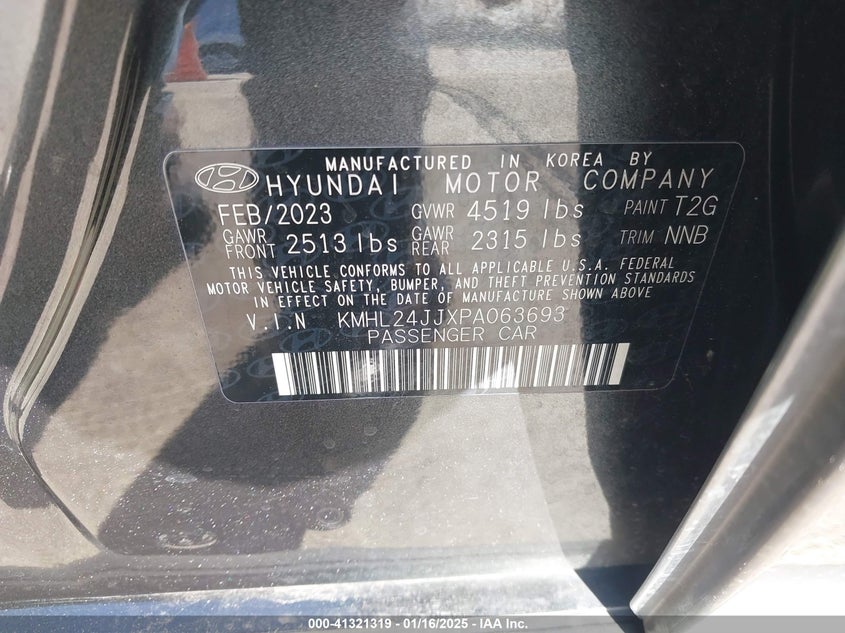 MANUFACTURED IN KOREA BY
HYUNDAI MOTOR COMPANY
FEB/2023 GVWR 4519 lbs PAINT T2G
GAWR FRONT 2513 lbs GAWR REAR 2315 lbs TRIM NNB
THIS VEHICLE CONFORMS TO ALL APPLICABLE U.S.A. FEDERAL
MOTOR VEHICLE SAFETY, BUMPER, AND THEFT PREVENTION STANDARDS
IN EFFECT ON THE DATE OF MANUFACTURE SHOWN ABOVE
V.I.N KMHL24JJXPA063693
PASSENGER CAR
000-41321319 - 01/16/2025 - IAA Inc.